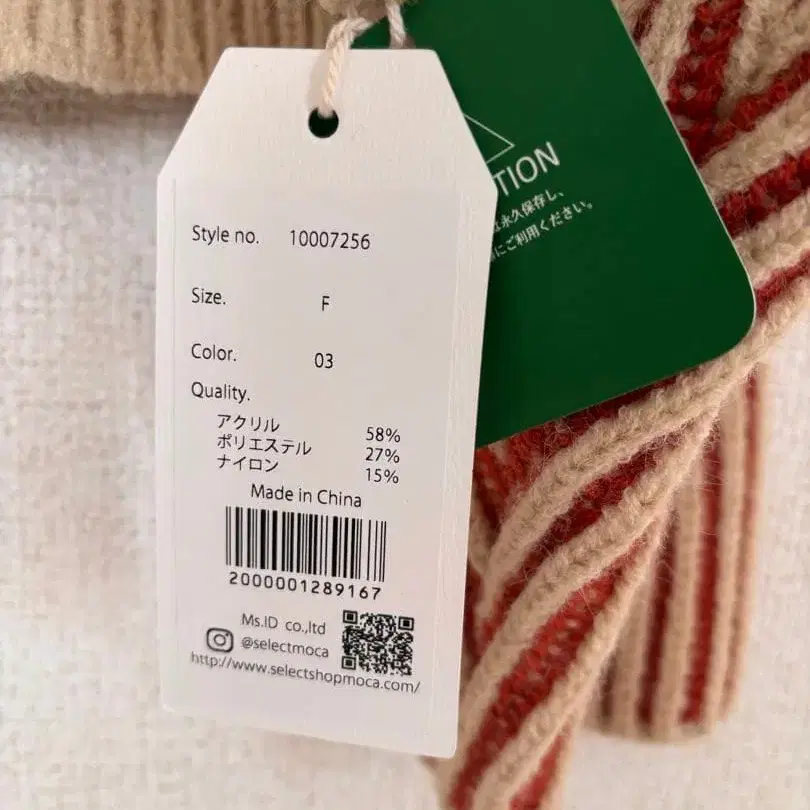 Style no. 10007256
Size. F
Color. 03
Quality.
アクリル 58%
ポリエステル 27%
ナイロン 15%
Made in China
2000001289167
Ms.ID co.,ltd
@selectmoca
http://www.selectshopmoca.com/
TION
永久保存し、
にご利用ください。